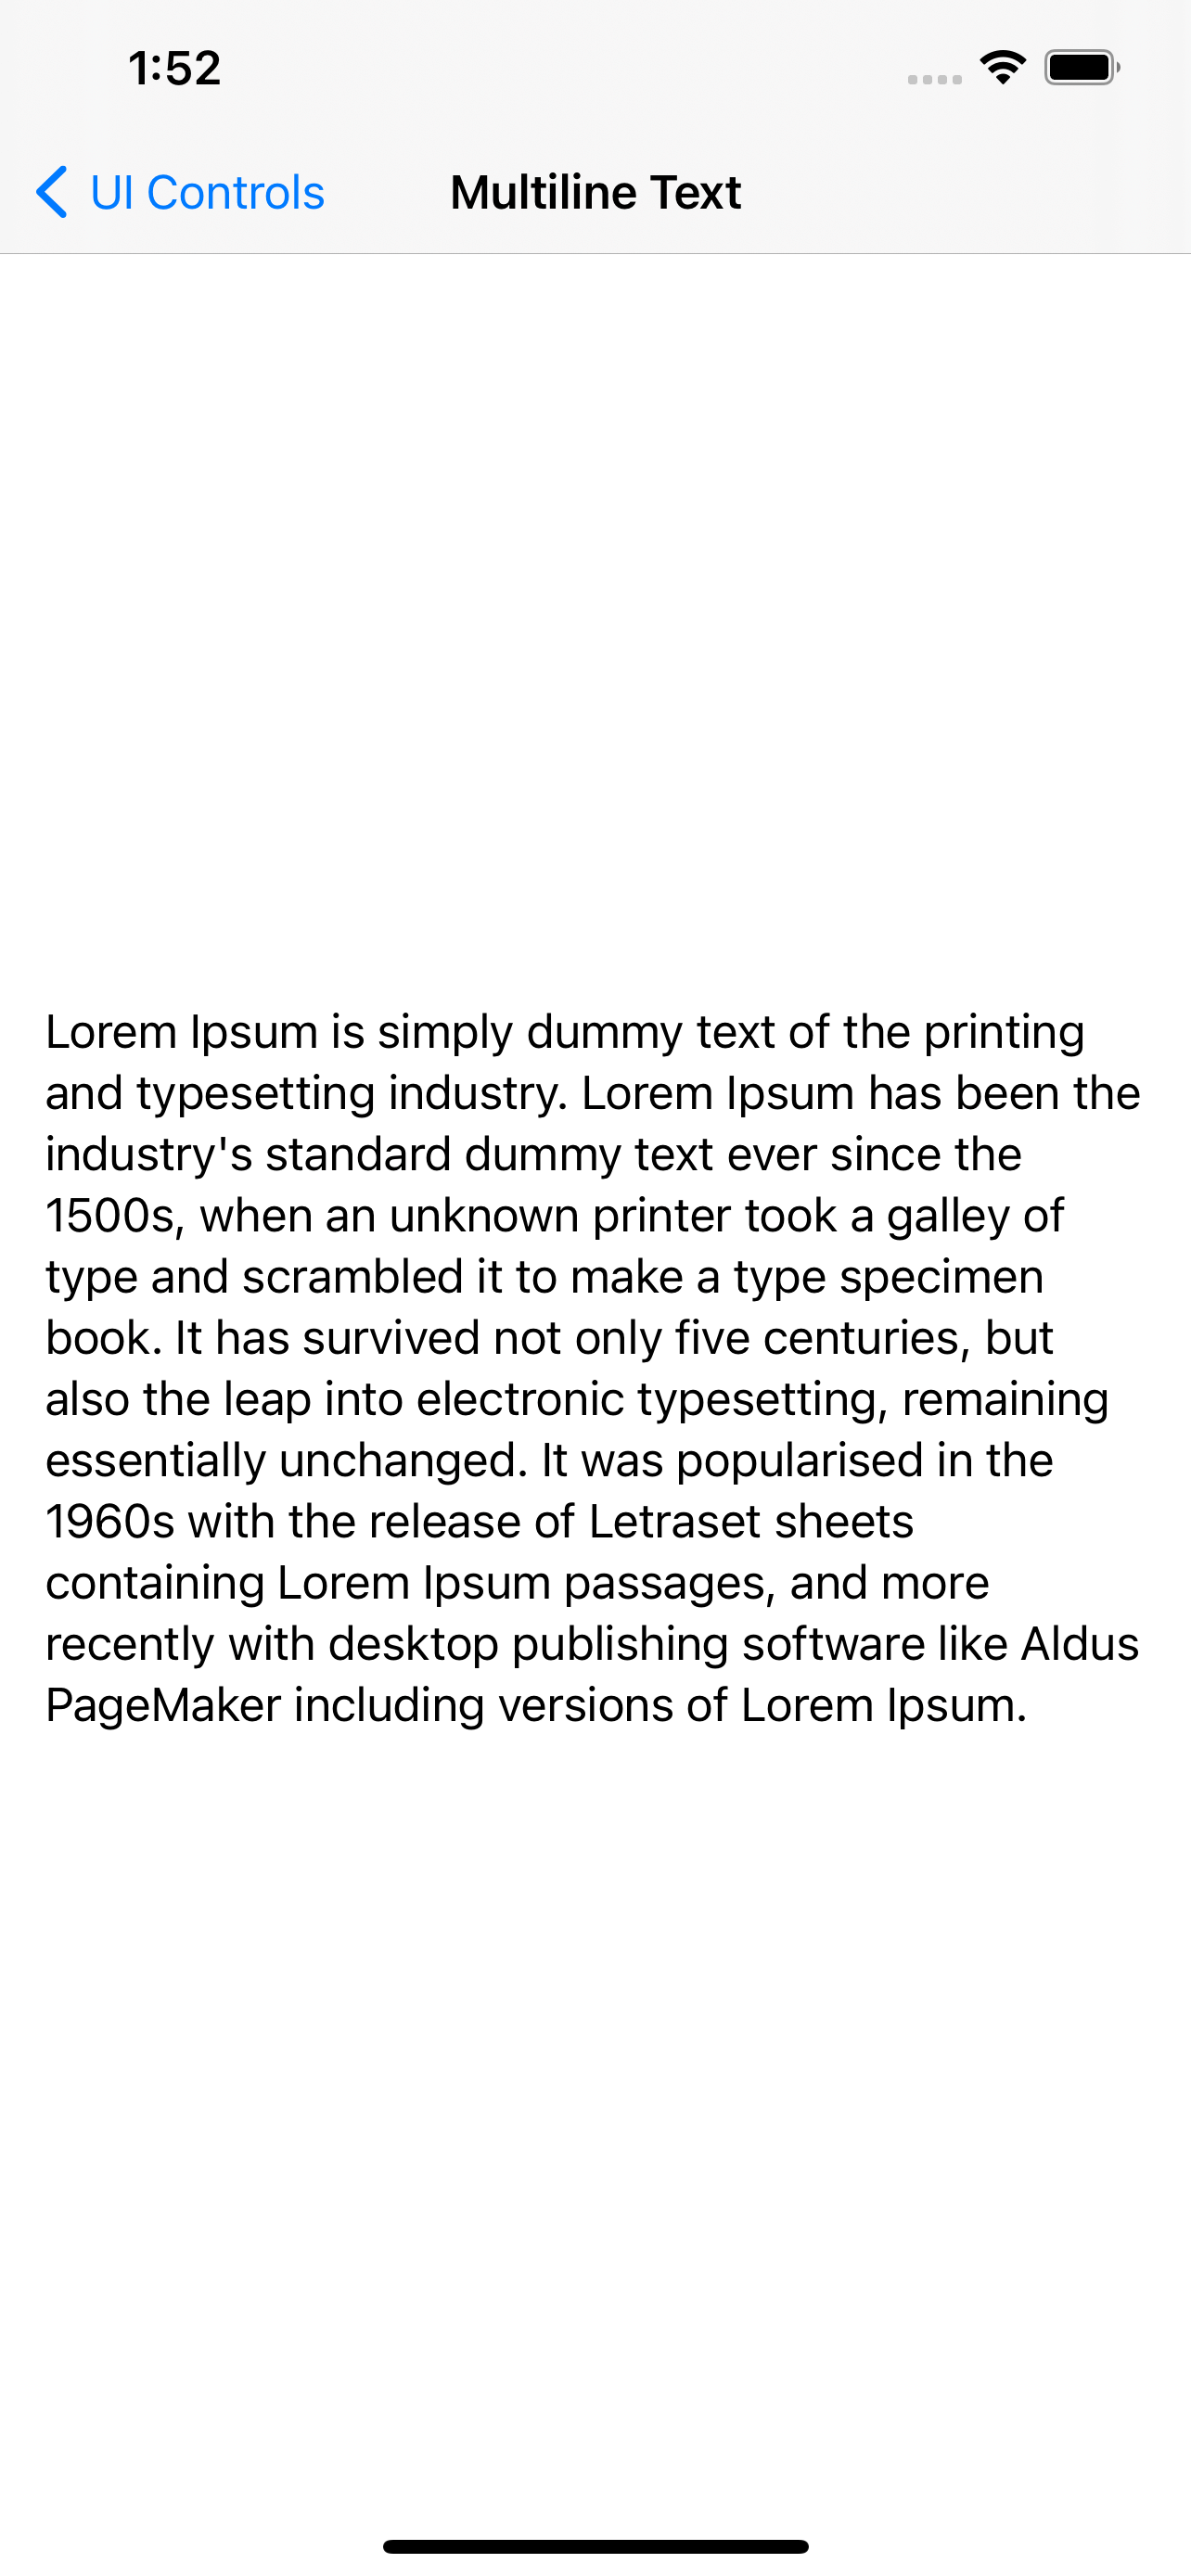 1:52
UI Controls
Multiline Text
Lorem Ipsum is simply dummy text of the printing
and typesetting industry. Lorem Ipsum has been the
industry's standard dummy text ever since the
1500s, when an unknown printer took a galley of
type and scrambled it to make a type specimen
book. It has survived not only five centuries, but
also the leap into electronic typesetting, remaining
essentially unchanged. It was popularised in the
1960s with the release of Letraset sheets
containing Lorem Ipsum passages, and more
recently with desktop publishing software like Aldus
PageMaker including versions of Lorem Ipsum.